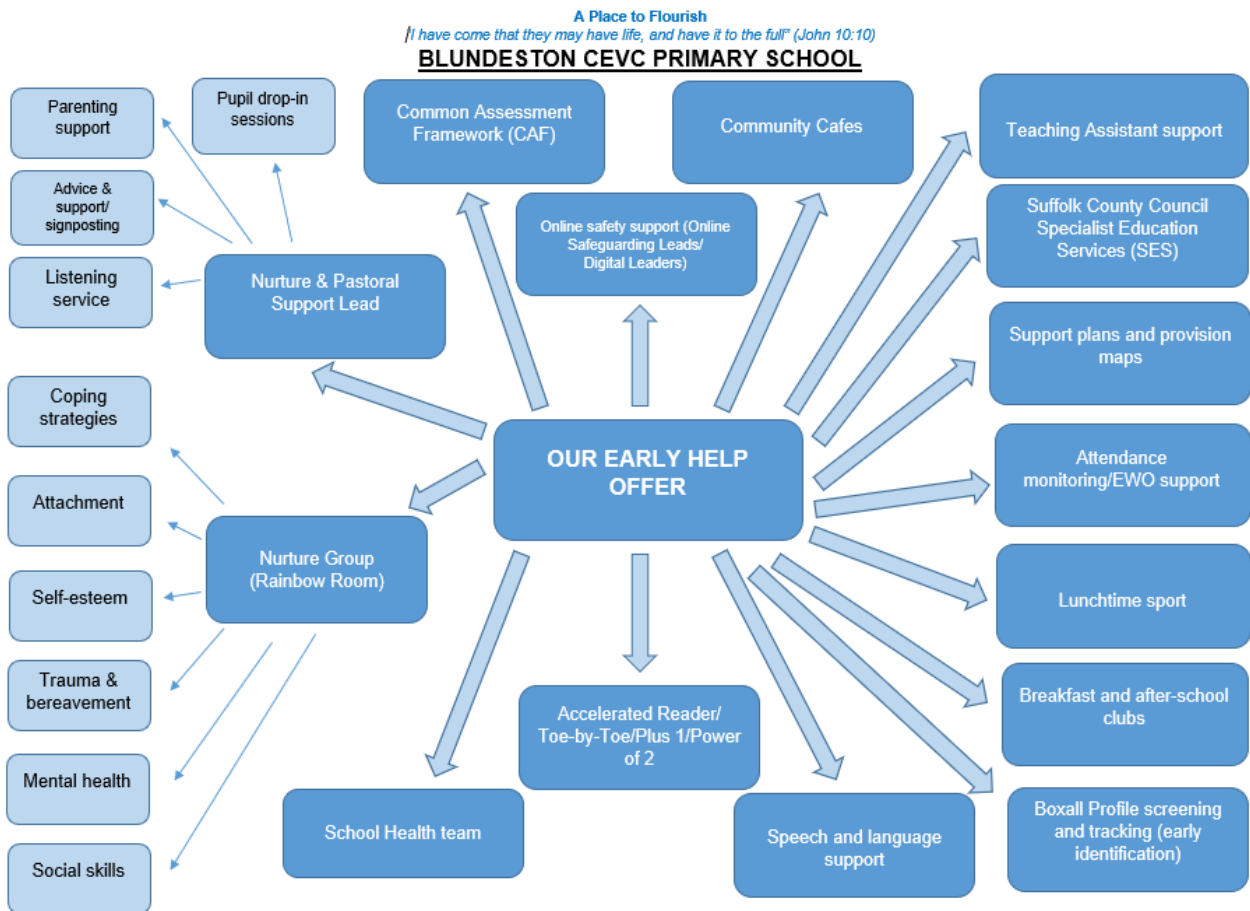 A Place to Flourish
"I have come that they may have life, and have it to the full" (John 10:10)
BLUNDESTON CEVC PRIMARY SCHOOL
Parenting
support
Pupil drop-in
sessions
Common Assessment
Framework (CAF)
Community Cafes
Teaching Assistant support
Advice &
support/
signposting
Online safety support (Online
Safeguarding Leads/
Digital Leaders)
Suffolk County Council
Specialist Education
Services (SES)
Listening
service
Nurture & Pastoral
Support Lead
Support plans and provision
maps
Coping
strategies
OUR EARLY HELP
OFFER
Attendance
monitoring/EWO support
Attachment
Nurture Group
(Rainbow Room)
Self-esteem
Lunchtime sport
Trauma &
bereavement
Accelerated Reader/
Toe-by-Toe/Plus 1/Power
of 2
Breakfast and after-school
clubs
Mental health
School Health team
Speech and language
support
Boxall Profile screening
and tracking (early
identification)
Social skills